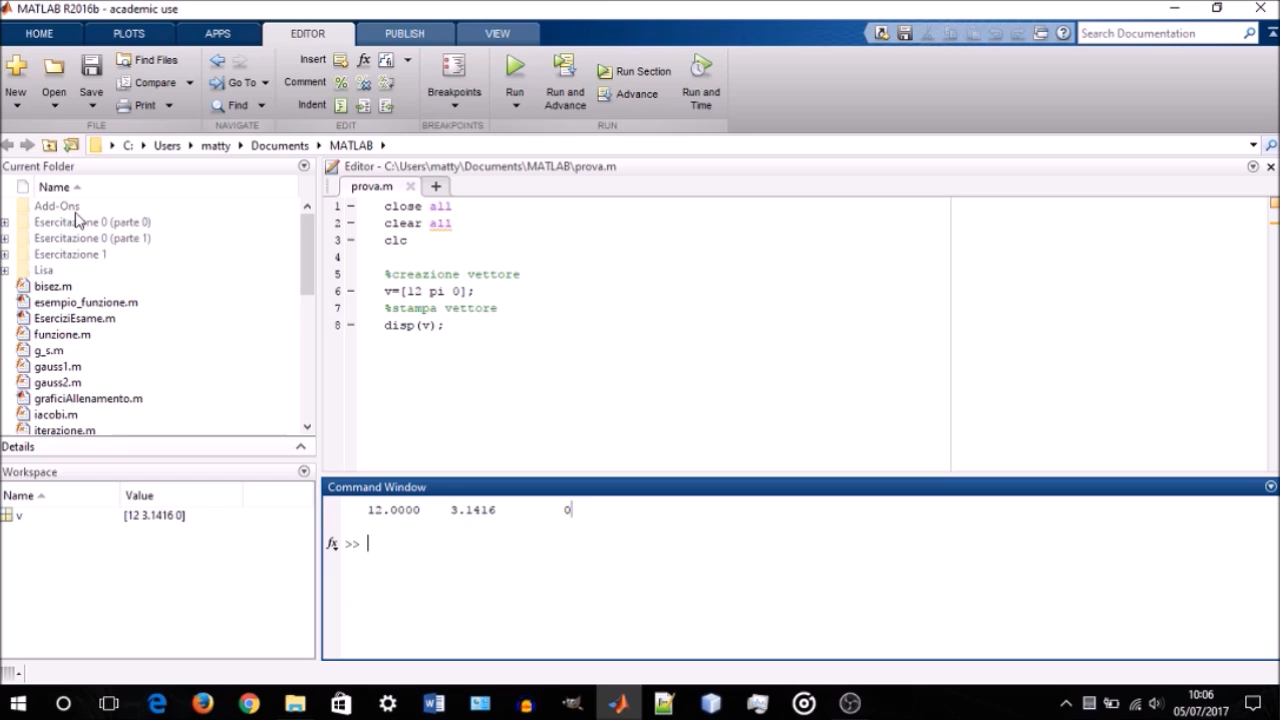 MATLAB R2016b - academic use
HOME PLOTS APPS EDITOR PUBLISH VIEW
Search Documentation
New Open Save
Find Files
Compare
Print
FILE
Go To
Find
NAVIGATE
Insert
Comment
Indent
EDIT
Breakpoints
BREAKPOINTS
Run
Run and Advance
Run Section
Advance
Run and Time
RUN
C: Users matty Documents MATLAB
Current Folder
Name
Add-Ons
Esercitazione 0 (parte 0)
Esercitazione 0 (parte 1)
Esercitazione 1
Lisa
bisez.m
esempio_funzione.m
EserciziEsame.m
funzione.m
g_s.m
gauss1.m
gauss2.m
graficiAllenamento.m
iacobi.m
iterazione.m
Details
Workspace
Name Value
v [12 3.1416 0]
Editor - C:\Users\matty\Documents\MATLAB\prova.m
prova.m
1 close all
2 clear all
3 clc
4
5 %creazione vettore
6 v=[12 pi 0];
7 %stampa vettore
8 disp(v);
Command Window
12.0000 3.1416 0
fx >>
10:06
05/07/2017